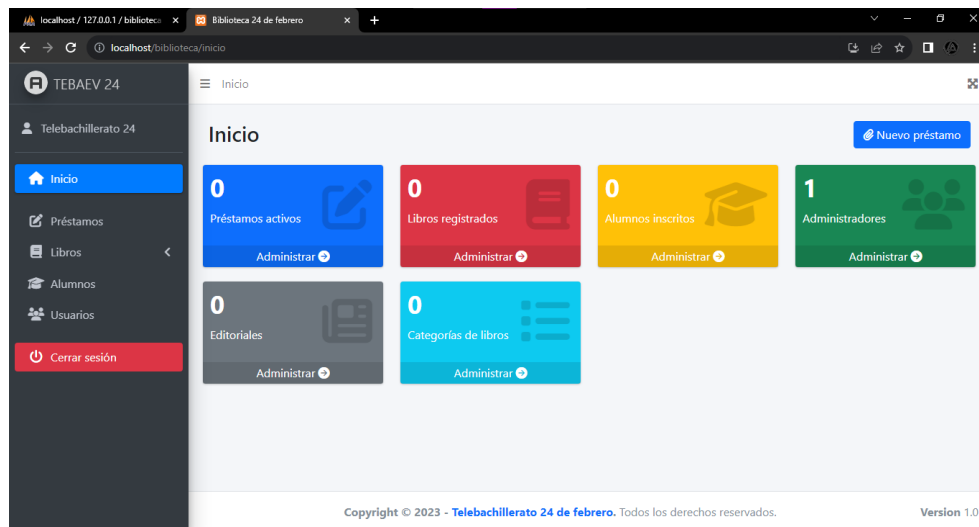 localhost / 127.0.0.1 / biblioteca
Biblioteca 24 de febrero
localhost/biblioteca/inicio
TEBAEV 24
Inicio
Telebachillerato 24
Inicio
Nuevo préstamo
Inicio
Préstamos
Libros
Alumnos
Usuarios
Cerrar sesión
0
Préstamos activos
Administrar
0
Libros registrados
Administrar
0
Alumnos inscritos
Administrar
1
Administradores
Administrar
0
Editoriales
Administrar
0
Categorías de libros
Administrar
Copyright © 2023 - Telebachillerato 24 de febrero. Todos los derechos reservados.
Version 1.0